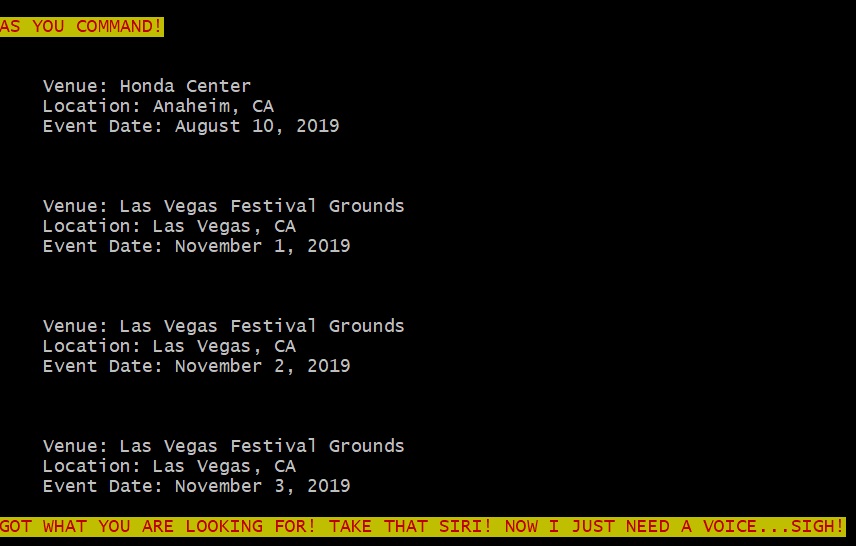 AS YOU COMMAND!
Venue: Honda Center
Location: Anaheim, CA
Event Date: August 10, 2019
Venue: Las Vegas Festival Grounds
Location: Las Vegas, CA
Event Date: November 1, 2019
Venue: Las Vegas Festival Grounds
Location: Las Vegas, CA
Event Date: November 2, 2019
Venue: Las Vegas Festival Grounds
Location: Las Vegas, CA
Event Date: November 3, 2019
GOT WHAT YOU ARE LOOKING FOR! TAKE THAT SIRI! NOW I JUST NEED A VOICE...SIGH!